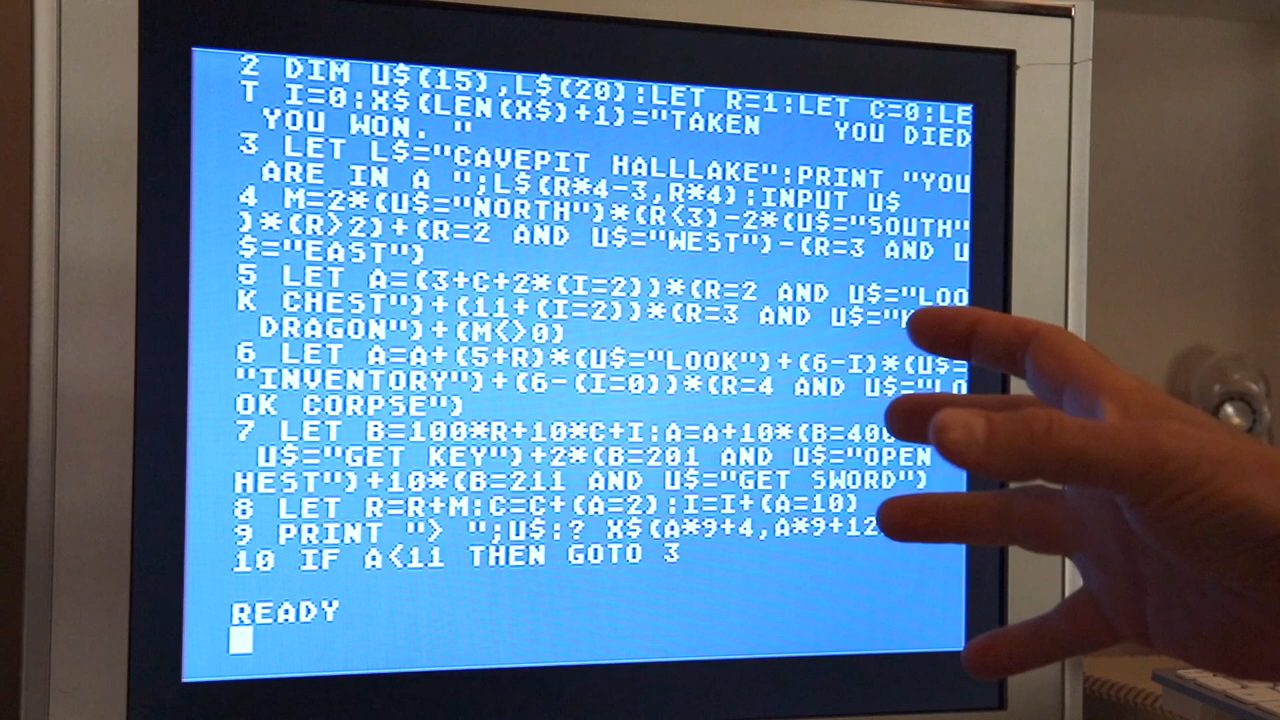 2 DIM U$(15),L$(20):LET R=1:LET C=0:LE
T I=0:X$(LEN(X$)+1)="TAKEN    YOU DIED
 YOU WON. "
3 LET L$="CAVEPIT HALLLAKE":PRINT "YOU
 ARE IN A ";L$(R*4-3,R*4):INPUT U$
4 M=2*(U$="NORTH")*(R<3)-2*(U$="SOUTH"
)*(R>2)+(R=2 AND U$="WEST")-(R=3 AND U
$="EAST")
5 LET A=(3+C+2*(I=2))*(R=2 AND U$="LOO
K CHEST")+(11+(I=2))*(R=3 AND U$="
 DRAGON")+(M<>0)
6 LET A=A+(5+R)*(U$="LOOK")+(6-I)*(U$=
"INVENTORY")+(6-(I=0))*(R=4 AND U$="LO
OK CORPSE")
7 LET B=100*R+10*C+I:A=A+10*(B=400
 U$="GET KEY")+2*(B=201 AND U$="OPEN
HEST")+10*(B=211 AND U$="GET SWORD")
8 LET R=R+M:C=C+(A=2):I=I+(A=10)
9 PRINT "> ";U$:? X$(A*9+4,A*9+12
10 IF A<11 THEN GOTO 3
READY